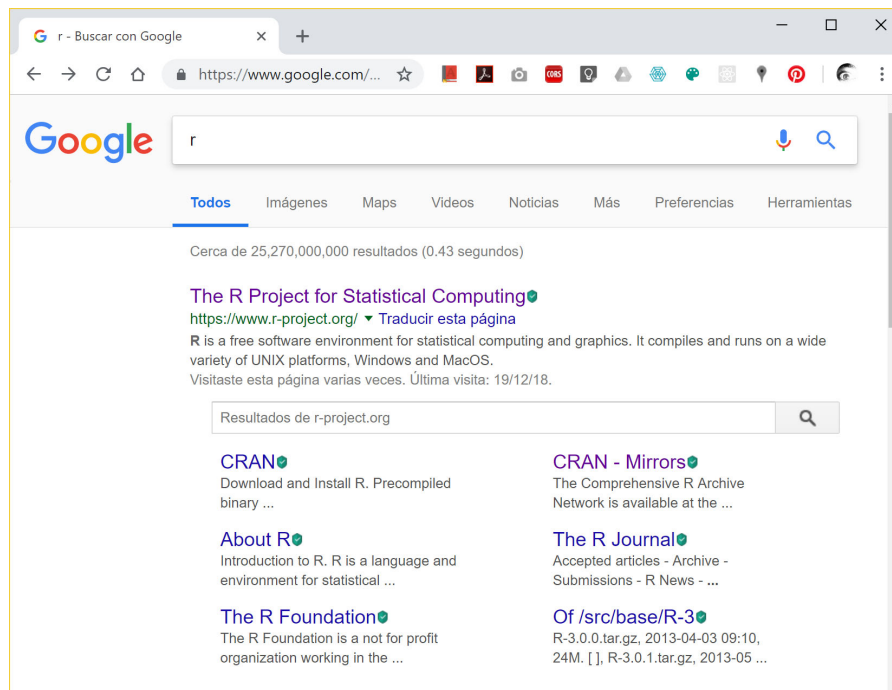 r - Buscar con Google
https://www.google.com/...
CORS
Google
r
Todos Imágenes Maps Videos Noticias Más Preferencias Herramientas
Cerca de 25,270,000,000 resultados (0.43 segundos)
The R Project for Statistical Computing
https://www.r-project.org/ Traducir esta página
R is a free software environment for statistical computing and graphics. It compiles and runs on a wide
variety of UNIX platforms, Windows and MacOS.
Visitaste esta página varias veces. Última visita: 19/12/18.
Resultados de r-project.org
CRAN
Download and Install R. Precompiled
binary ...
CRAN - Mirrors
The Comprehensive R Archive
Network is available at the ...
About R
Introduction to R. R is a language and
environment for statistical ...
The R Journal
Accepted articles - Archive -
Submissions - R News - ...
The R Foundation
The R Foundation is a not for profit
organization working in the ...
Of /src/base/R-3
R-3.0.0.tar.gz, 2013-04-03 09:10,
24M. [ ], R-3.0.1.tar.gz, 2013-05 ...